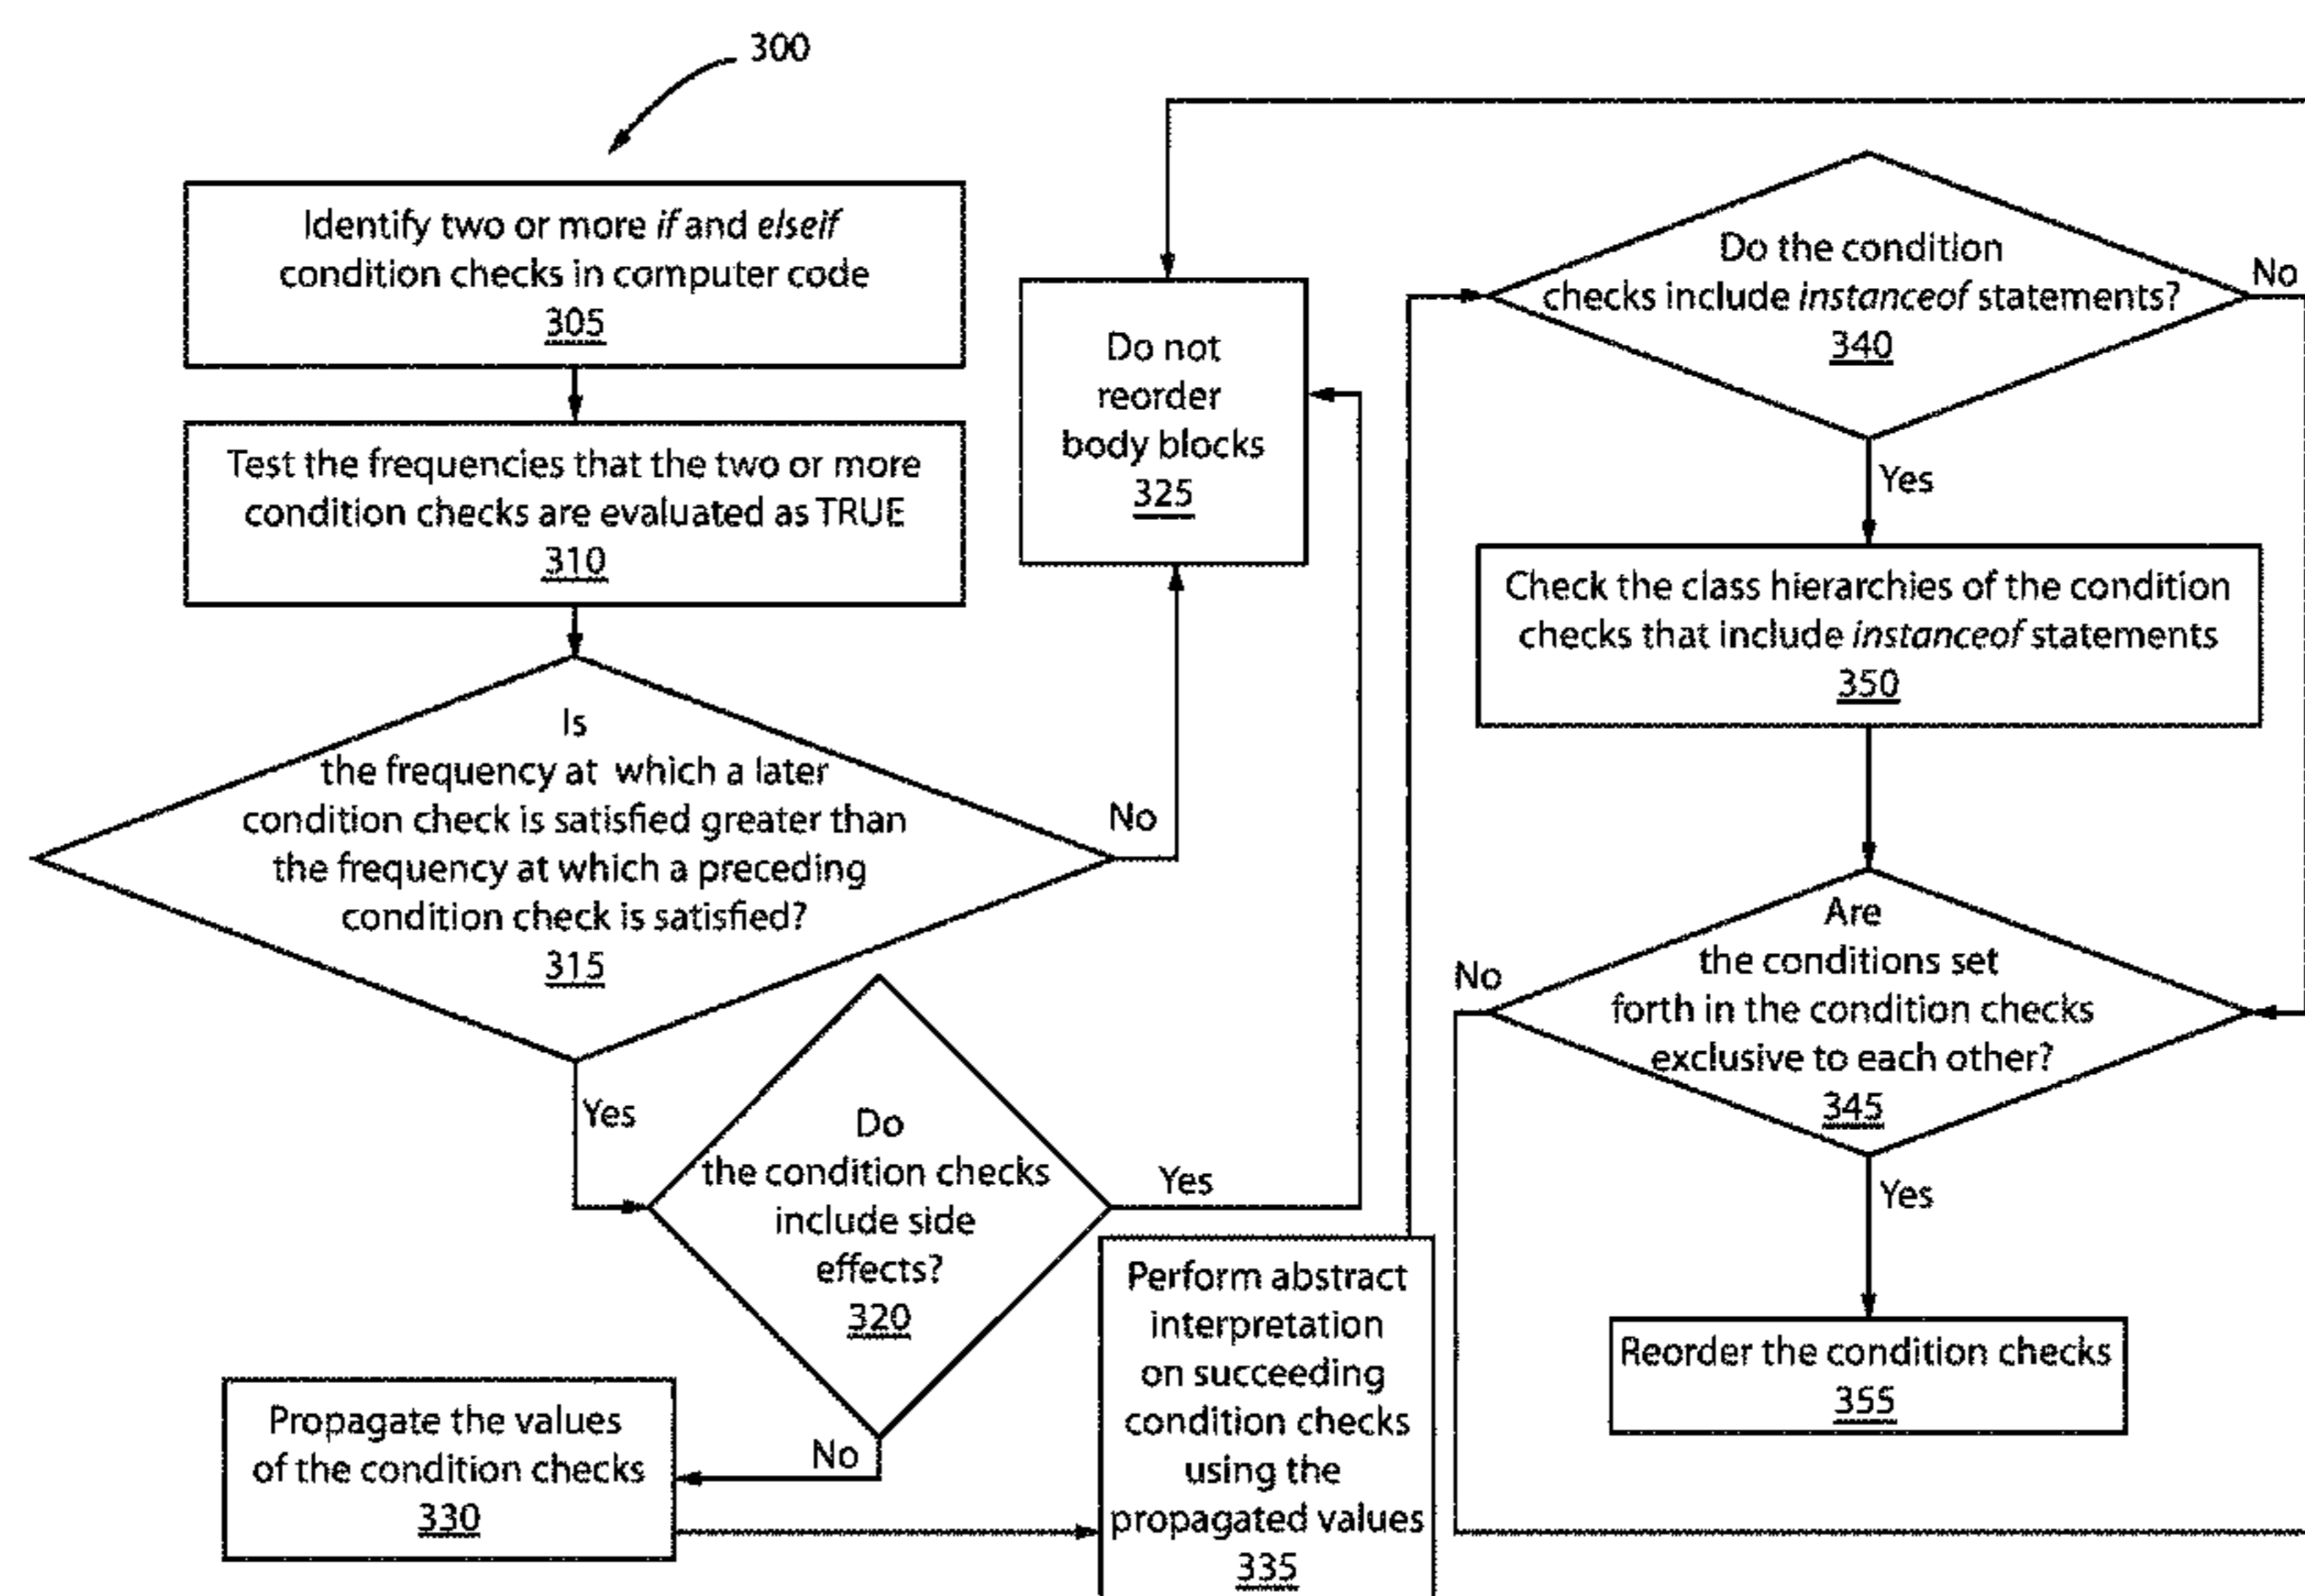 300
Identify two or more if and elseif
condition checks in computer code
305
Test the frequencies that the two or more
condition checks are evaluated as TRUE
310
Is
the frequency at which a later
condition check is satisfied greater than
the frequency at which a preceding
condition check is satisfied?
315
No
Yes
Do
the condition checks
include side
effects?
320
Yes
No
Do not
reorder
body blocks
325
Propagate the values
of the condition checks
330
Perform abstract
interpretation
on succeeding
condition checks
using the
propagated values
335
Do the condition
checks include instanceof statements?
340
No
Yes
Check the class hierarchies of the condition
checks that include instanceof statements
350
Are
the conditions set
forth in the condition checks
exclusive to each other?
345
No
Yes
Reorder the condition checks
355